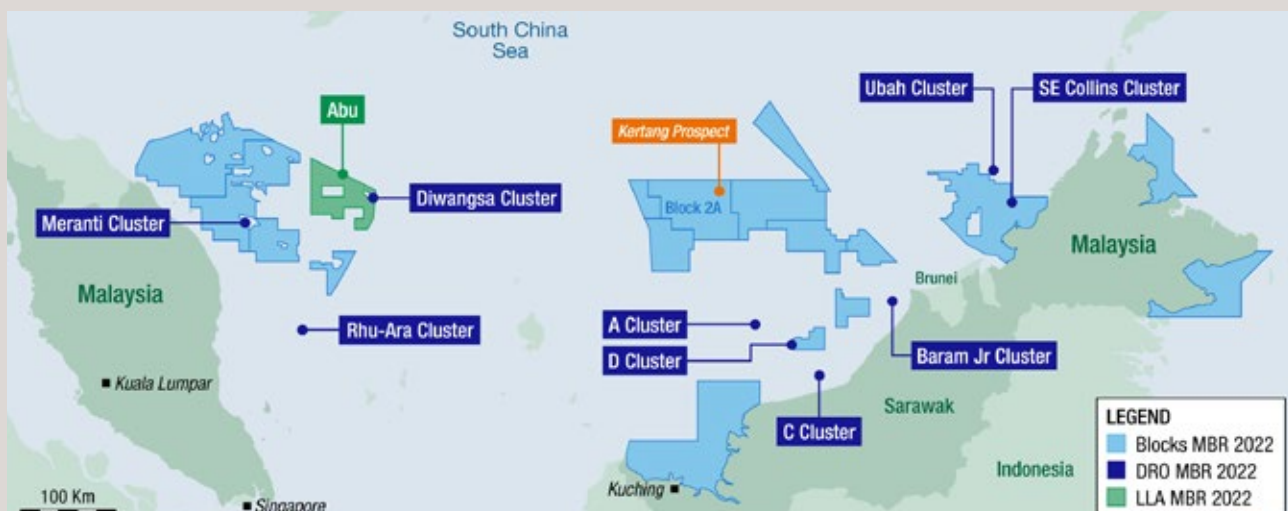 South China
Sea
Abu
Ubah Cluster
SE Collins Cluster
Kertang Prospect
Diwangsa Cluster
Block 2A
Meranti Cluster
Malaysia
Malaysia
Brunei
Rhu-Ara Cluster
A Cluster
D Cluster
Baram Jr Cluster
Kuala Lumpar
Sarawak
C Cluster
LEGEND
Blocks MBR 2022
DRO MBR 2022
LLA MBR 2022
Indonesia
Kuching
100 Km
Singapore